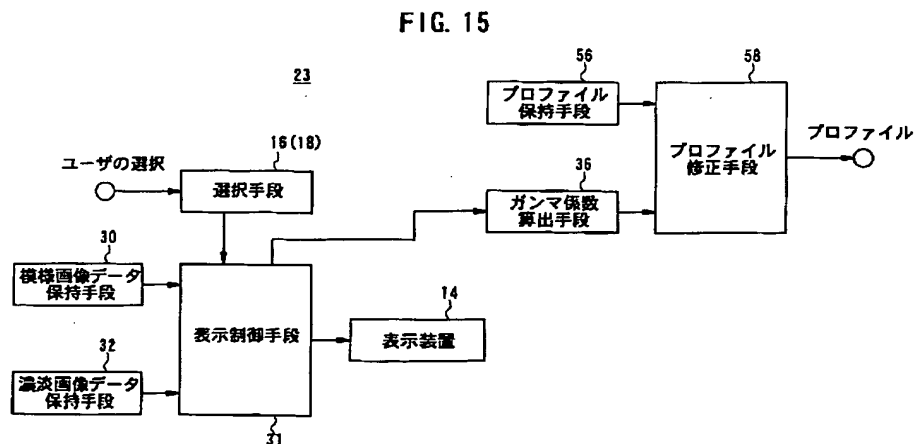 FIG. 15
23
56
プロファイル
保持手段
58
プロファイル
修正手段
プロファイル
ユーザの選択
16(18)
選択手段
36
ガンマ係数
算出手段
30
模様画像データ
保持手段
表示制御手段
31
14
表示装置
32
濃淡画像データ
保持手段